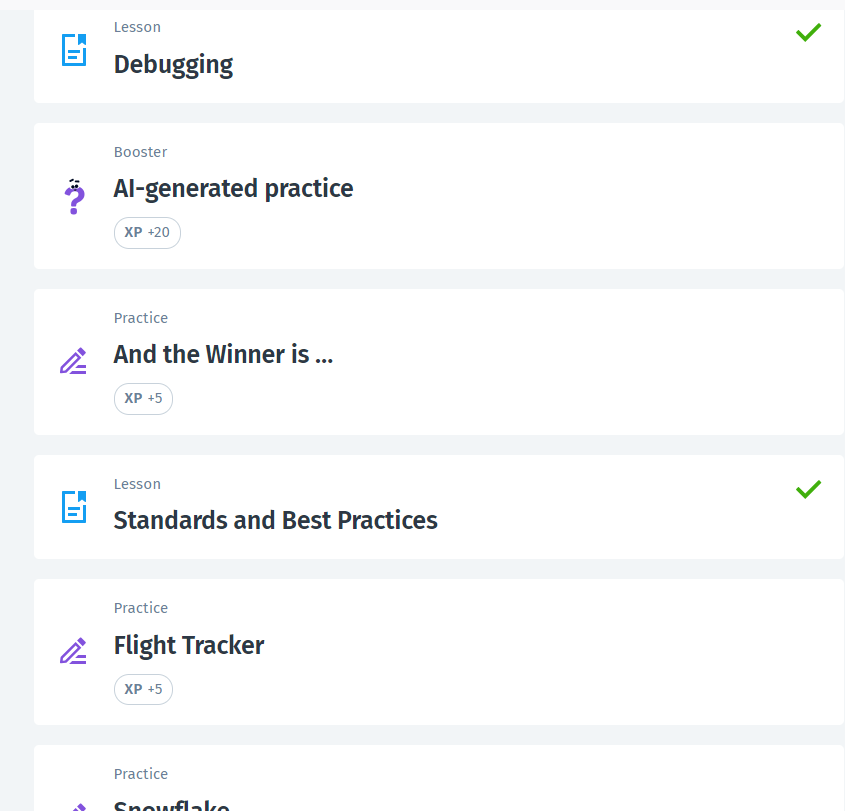 Lesson
Debugging
Booster
AI-generated practice
XP +20
Practice
And the Winner is ...
XP +5
Lesson
Standards and Best Practices
Practice
Flight Tracker
XP +5
Practice
Snowflake